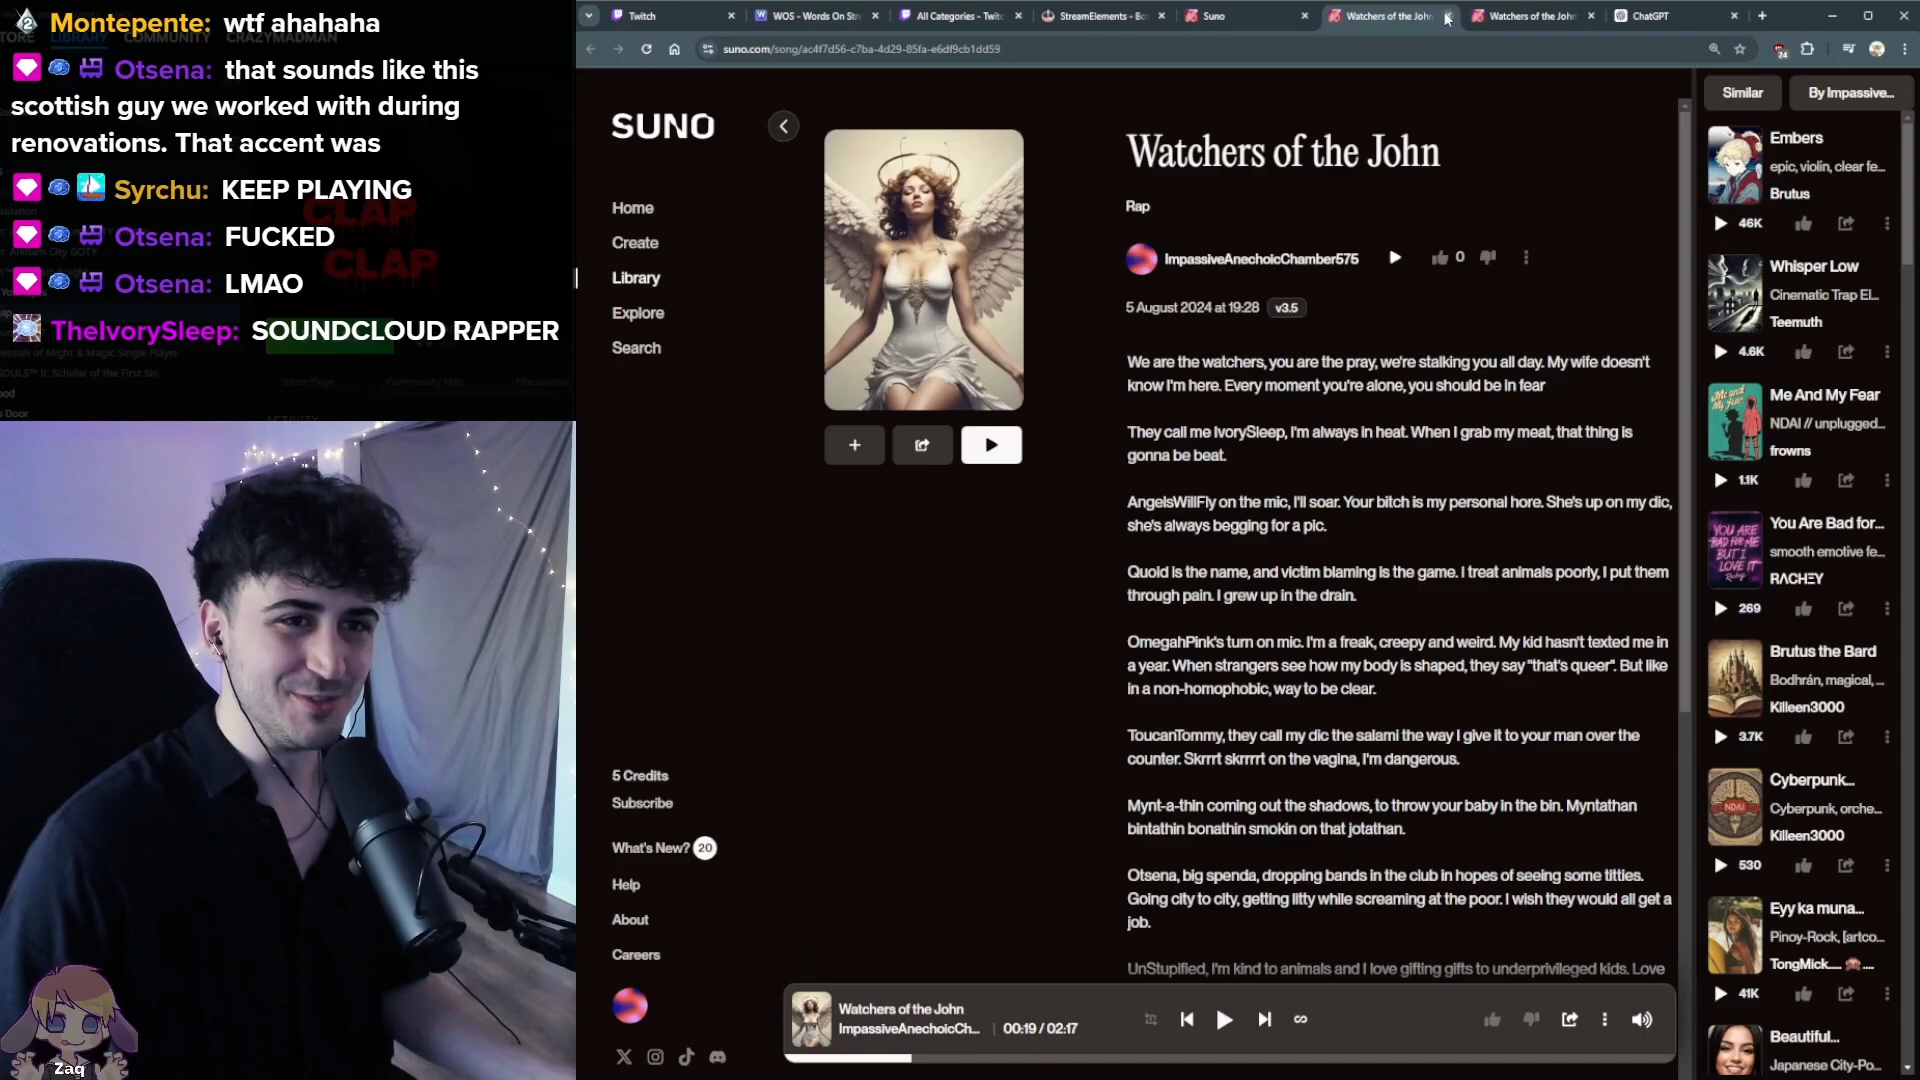 Montepente: wtf ahahaha
Otsena: that sounds like this
scottish guy we worked with during
renovations. That accent was
Syrchu: KEEP PLAYING
Otsena: FUCKED
Otsena: LMAO
TheIvorySleep: SOUNDCLOUD RAPPER
LIBRARY
COMMUNITY
CLAP
CLAP
Store Page
Community Hub
ACTIVITY
Zaq
Twitch
WOS - Words On Str
All Categories - Twitc
StreamElements - Bo
Suno
Watchers of the John
Watchers of the John
ChatGPT
suno.com/song/ac4f7d56-c7ba-4d29-85fa-e6df9cb1dd59
24
SUNO
Home
Create
Library
Explore
Search
5 Credits
Subscribe
What's New? 20
Help
About
Careers
Watchers of the John
Rap
ImpassiveAnechoicChamber575
0
5 August 2024 at 19:28 v3.5
We are the watchers, you are the pray, we're stalking you all day. My wife doesn't
know I'm here. Every moment you're alone, you should be in fear
They call me IvorySleep, I'm always in heat. When I grab my meat, that thing is
gonna be beat.
AngelsWillFly on the mic, I'll soar. Your bitch is my personal hore. She's up on my dic,
she's always begging for a pic.
Quoid is the name, and victim blaming is the game. I treat animals poorly, I put them
through pain. I grew up in the drain.
OmegahPink's turn on mic. I'm a freak, creepy and weird. My kid hasn't texted me in
a year. When strangers see how my body is shaped, they say "that's queer". But like
in a non-homophobic, way to be clear.
ToucanTommy, they call my dic the salami the way I give it to your man over the
counter. Skrrrt skrrrrt on the vagina, I'm dangerous.
Mynt-a-thin coming out the shadows, to throw your baby in the bin. Myntathan
bintathin bonathin smokin on that jotathan.
Otsena, big spenda, dropping bands in the club in hopes of seeing some titties.
Going city to city, getting litty while screaming at the poor. I wish they would all get a
job.
UnStupified, I'm kind to animals and I love gifting gifts to underprivileged kids. Love
Watchers of the John
ImpassiveAnechoicCh...
00:19 / 02:17
Similar
By Impassive...
Embers
epic, violin, clear fe...
Brutus
46K
Whisper Low
Cinematic Trap El...
Teemuth
4.6K
Me And My Fear
NDAI // unplugged...
frowns
1.1K
You Are Bad for...
smooth emotive fe...
RACHEY
269
Brutus the Bard
Bodhrán, magical, ...
Killeen3000
3.7K
Cyberpunk...
Cyberpunk, orche...
Killeen3000
530
Eyy ka muna...
Pinoy-Rock, [artco...
TongMick..... ....
41K
Beautiful...
Japanese City-Po...